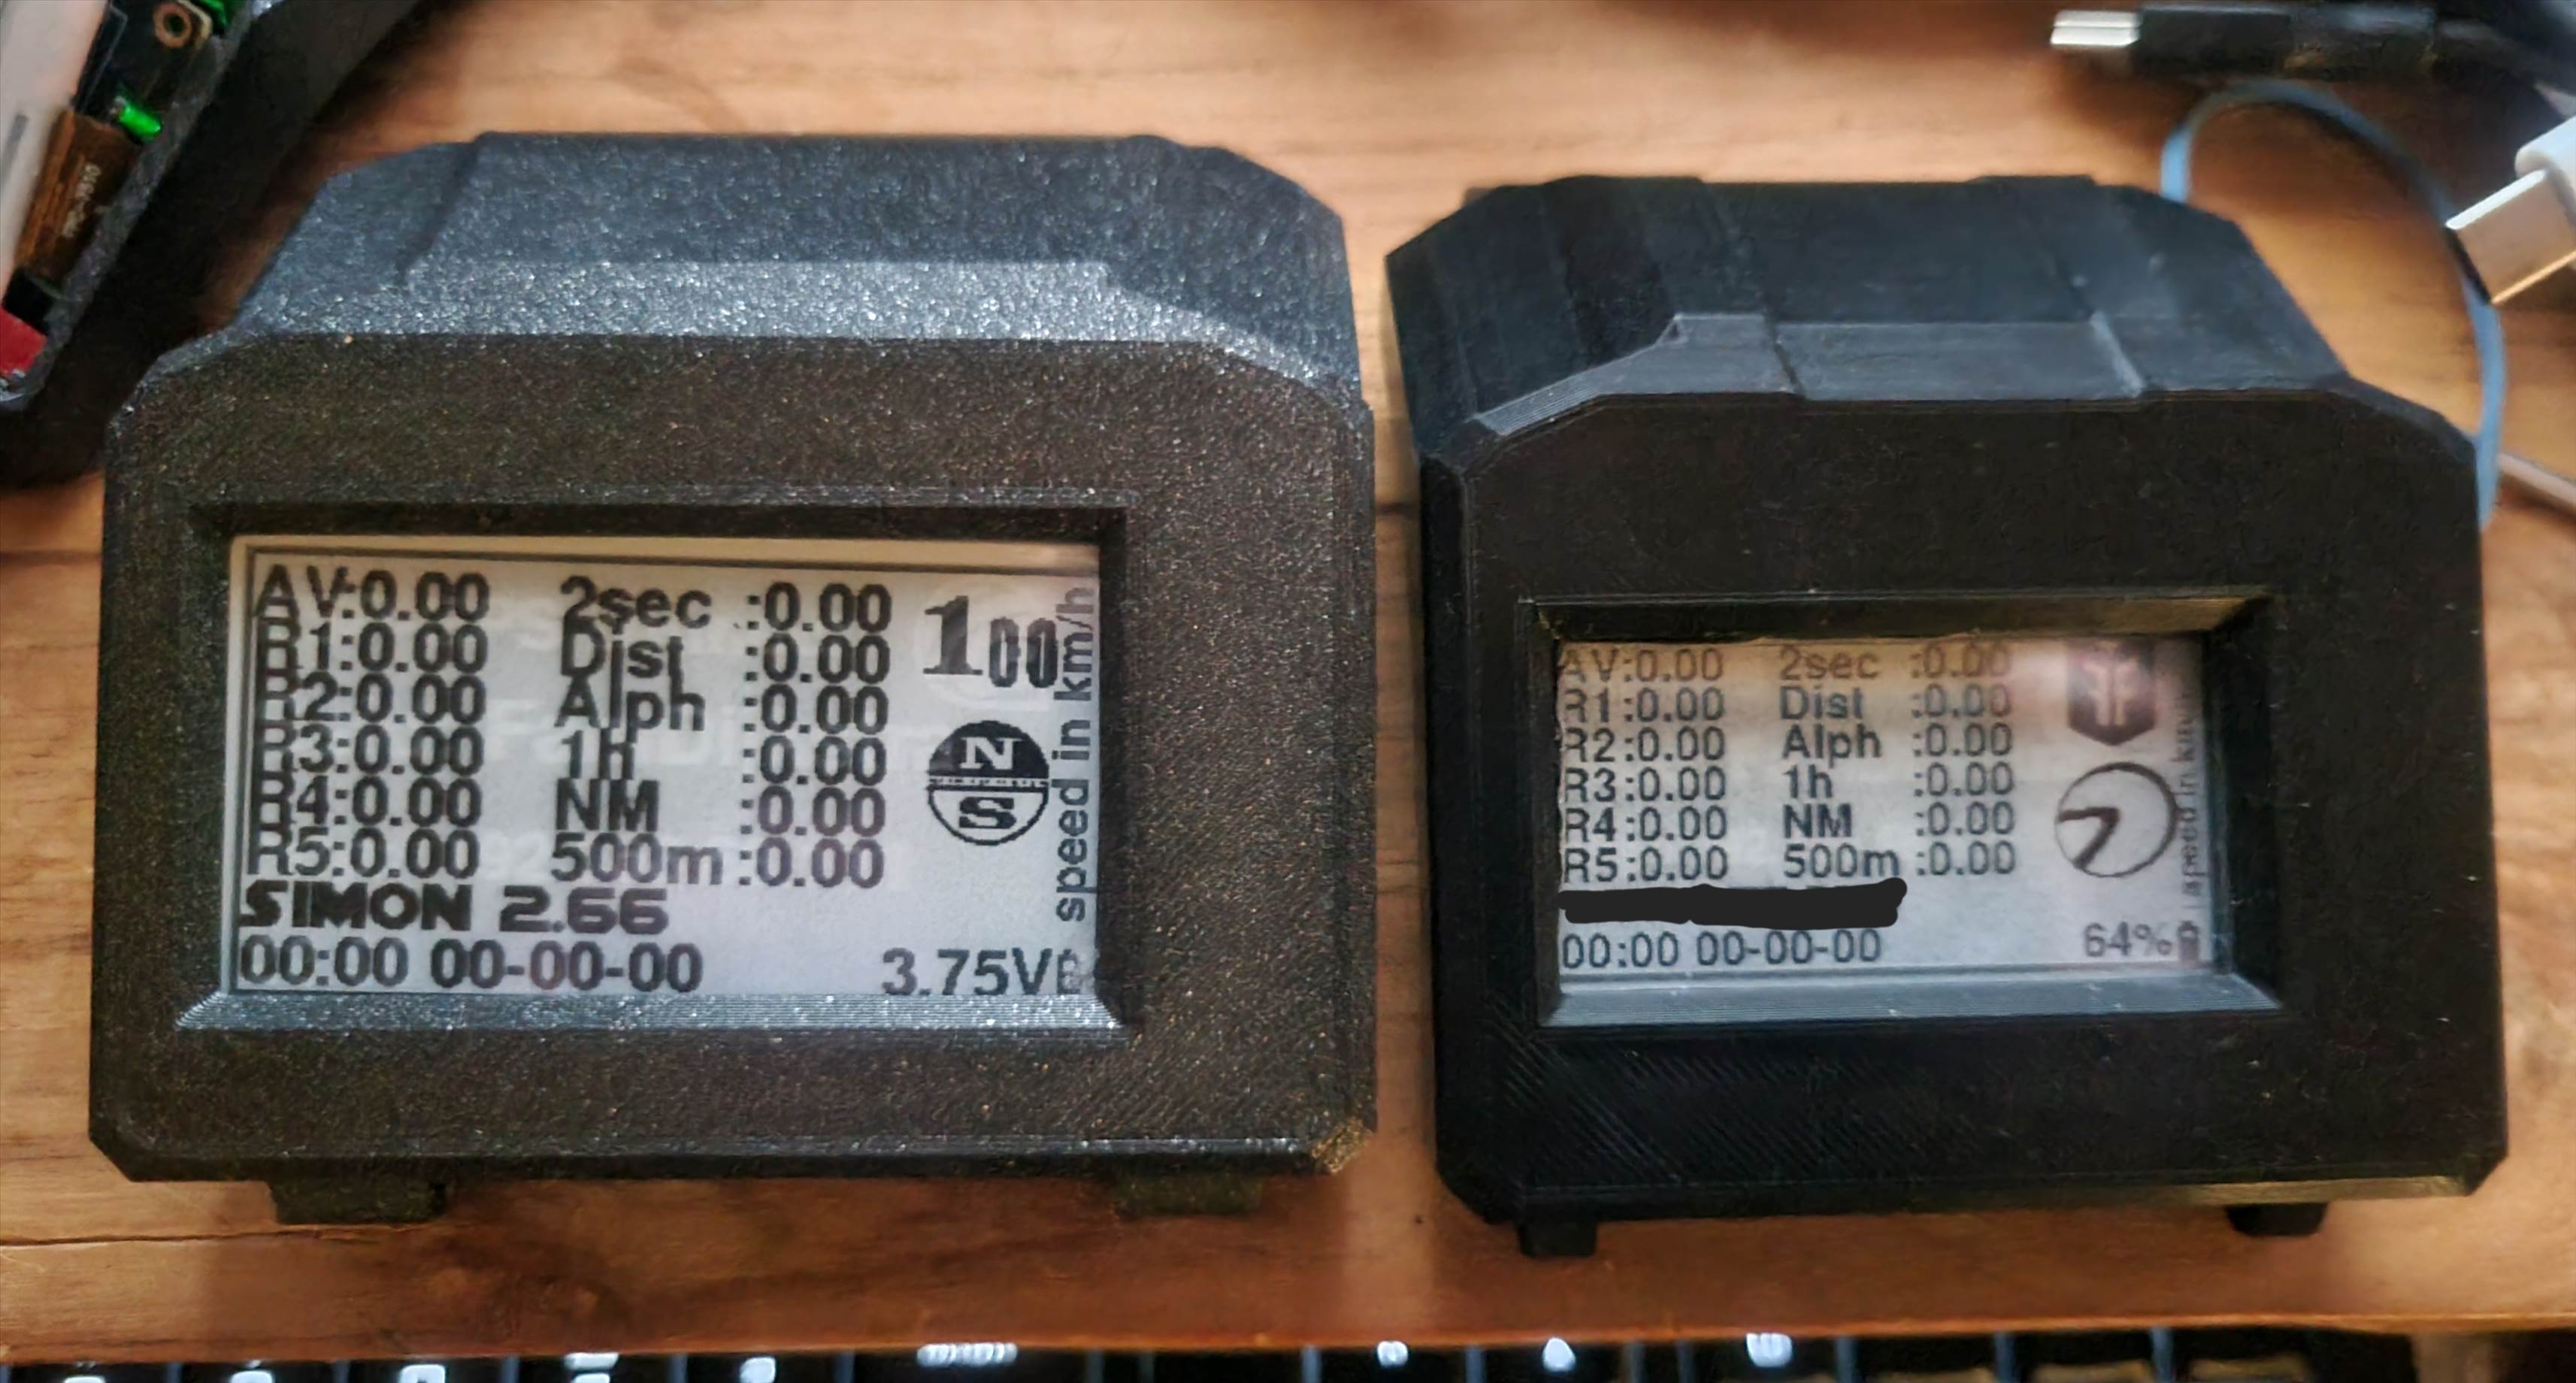 AV:0.00 2sec :0.00
R1:0.00 Dist :0.00
R2:0.00 Alph :0.00
R3:0.00 1h :0.00
R4:0.00 NM :0.00
R5:0.00 500m :0.00
SIMON 2.66
00:00 00-00-00 3.75V
100
N
S
speed in km/h
AV:0.00 2sec :0.00
R1:0.00 Dist :0.00
R2:0.00 Alph :0.00
R3:0.00 1h :0.00
R4:0.00 NM :0.00
R5:0.00 500m :0.00
00:00 00-00-00 64%
speed in